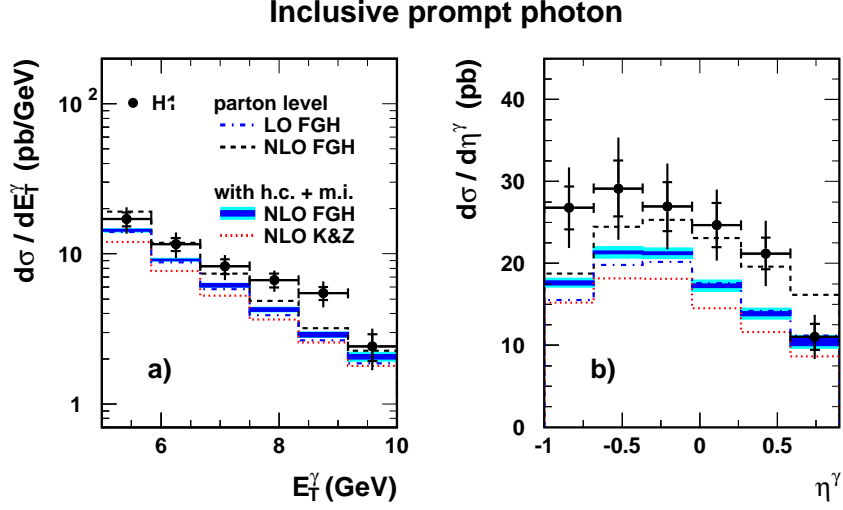 Inclusive prompt photon
dσ / dE_T^γ (pb/GeV)
10²
10
1
H1
parton level
LO FGH
NLO FGH
with h.c. + m.i.
NLO FGH
NLO K&Z
a)
6
8
10
E_T^γ (GeV)
dσ / dη^γ (pb)
40
30
20
10
0
b)
-1
-0.5
0
0.5
η^γ